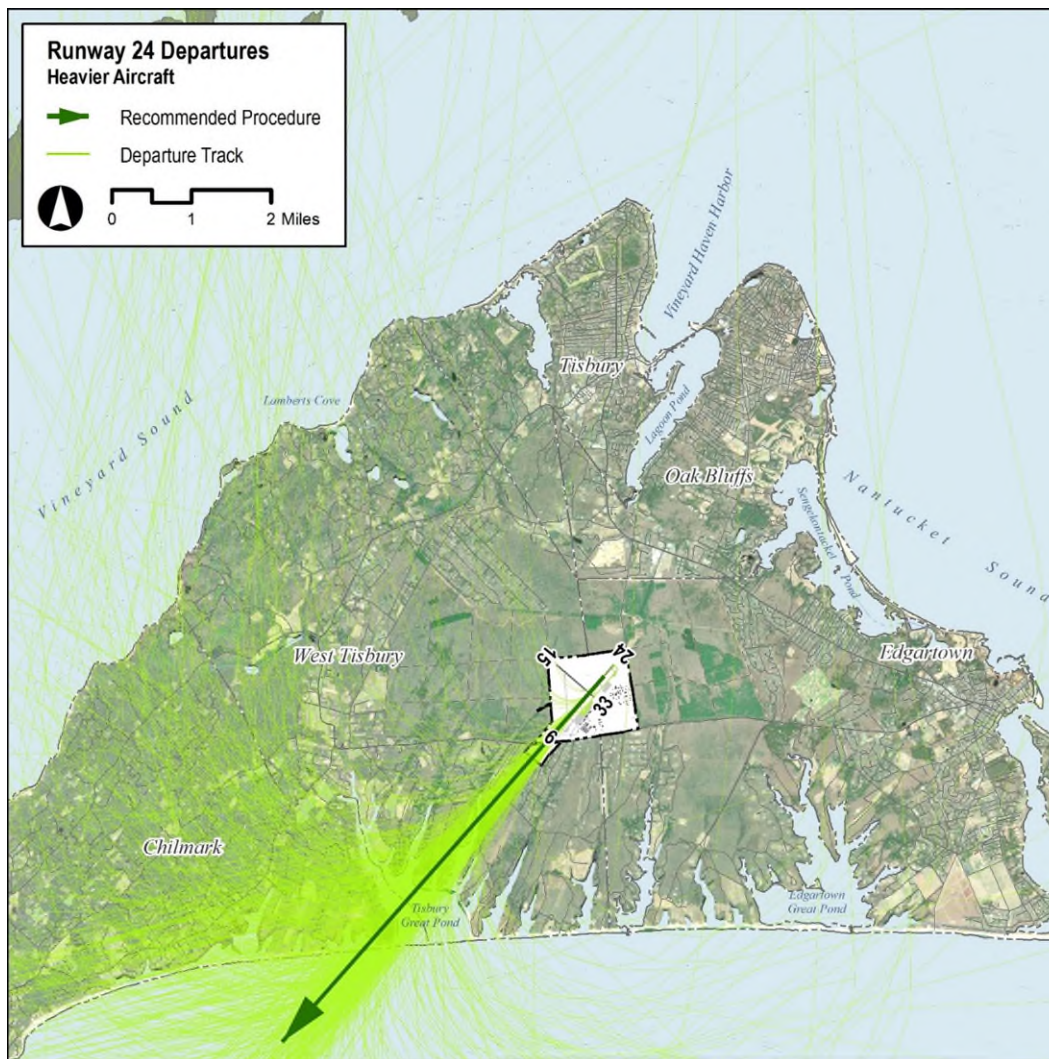 Runway 24 Departures
Heavier Aircraft
Recommended Procedure
Departure Track
0 1 2 Miles
Vineyard Haven Harbor
Tisbury
Lamberts Cove
Vineyard Sound
Lagoon Pond
Oak Bluffs
Nantucket Sound
Sengekontacket Pond
West Tisbury
15
24
Edgartown
33
6
Chilmark
Tisbury
Great Pond
Edgartown
Great Pond